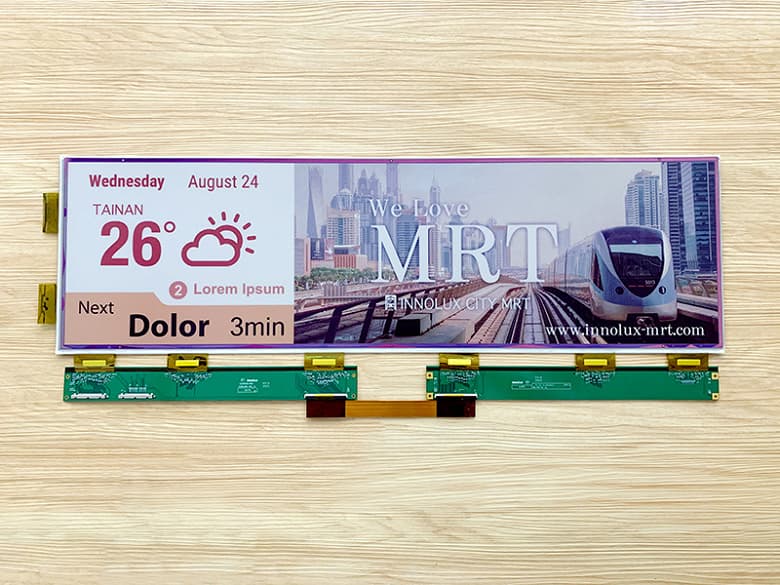 Wednesday August 24
TAINAN
26°
2 Lorem Ipsum
Next
Dolor 3min
We Love
MRT
INNOLUX CITY MRT
www.innolux-mrt.com